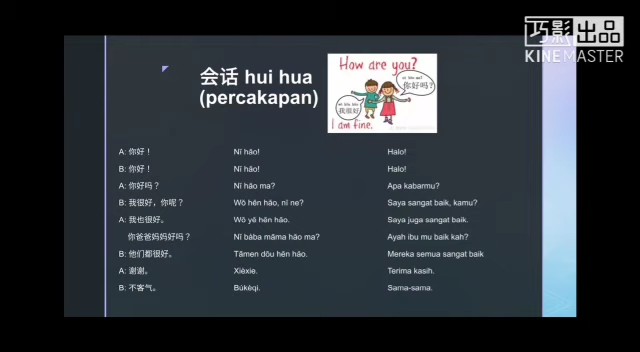 巧影出品
KINEMASTER
会话 hui hua
(percakapan)
How are you?
你好吗?
我很好
I am fine.
A: 你好！ Nǐ hǎo! Halo!
B: 你好！ Nǐ hǎo! Halo!
A: 你好吗？ Nǐ hǎo ma? Apa kabarmu?
B: 我很好，你呢？ Wǒ hěn hǎo, nǐ ne? Saya sangat baik, kamu?
A: 我也很好。 Wǒ yě hěn hǎo. Saya juga sangat baik.
你爸爸妈妈好吗？ Nǐ bàba māma hǎo ma? Ayah ibu mu baik kah?
B: 他们都很好。 Tāmen dōu hěn hǎo. Mereka semua sangat baik
A: 谢谢。 Xièxie. Terima kasih.
B: 不客气。 Búkèqi. Sama-sama.